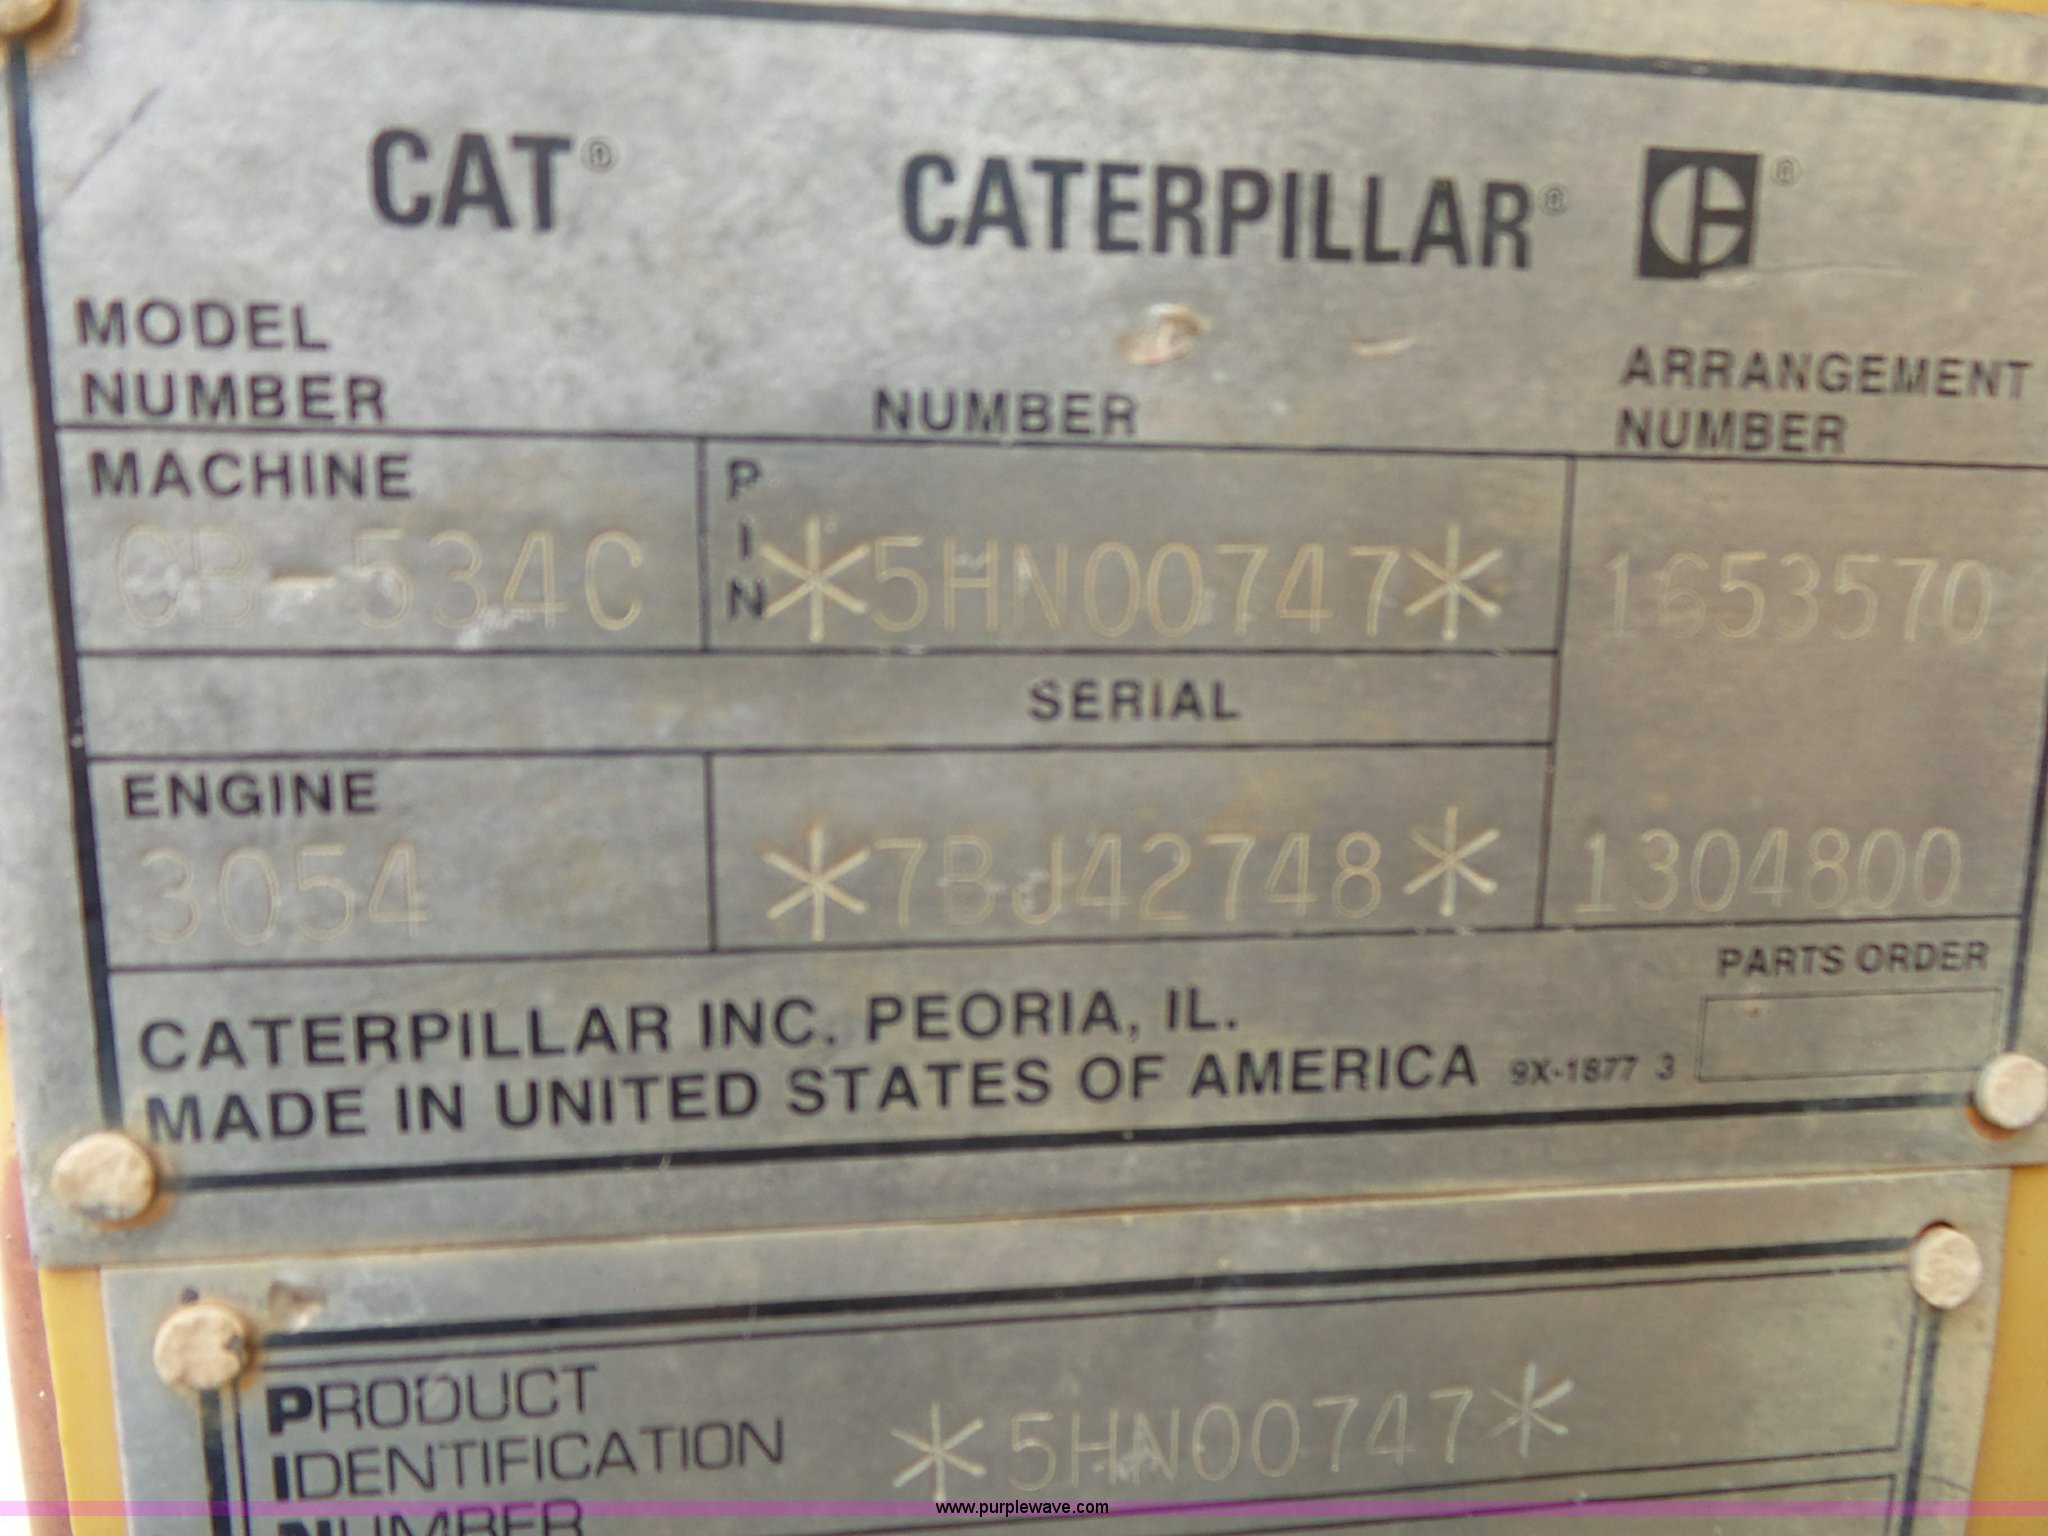 CAT® CATERPILLAR® ®
MODEL
NUMBER
NUMBER
ARRANGEMENT
NUMBER
MACHINE
CB-534C
PIN
*5HN00747*
1653570
SERIAL
ENGINE
3054
*7BJ42748*
1304800
PARTS ORDER
CATERPILLAR INC. PEORIA, IL.
MADE IN UNITED STATES OF AMERICA 9X-1877 3
PRODUCT
IDENTIFICATION
NUMBER
*5HN00747*
www.purplewave.com